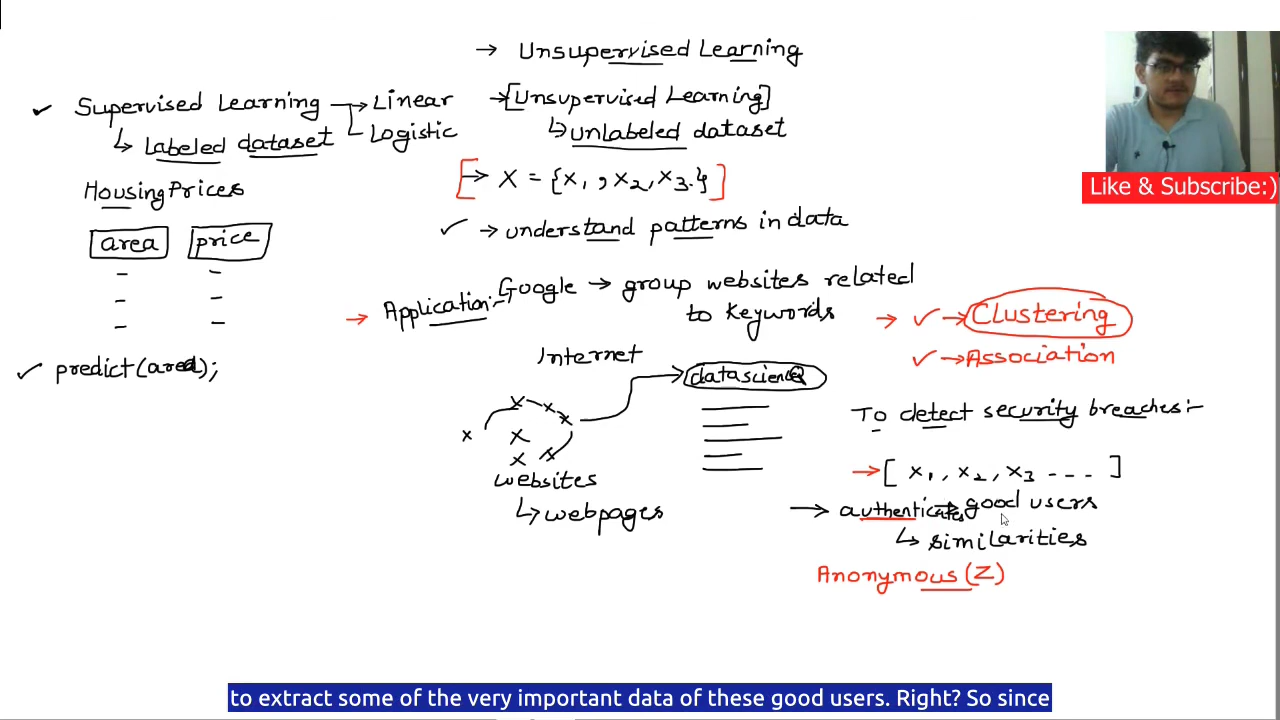 → Unsupervised Learning
✓ Supervised Learning → Linear
Logistic
↳ Labeled dataset
Housing Prices
area price
- -
- -
- -
✓ predict(area);
→ [Unsupervised Learning]
↳ unlabeled dataset
[→ X = {x₁, x₂, x₃.}]
✓ → understand patterns in data
→ Application:- Google → group websites related
to keywords
Internet
datascience
x x x x x x x
websites
↳ webpages
→ ✓ → Clustering
✓ → Association
To detect security breaches:-
→ [ x₁, x₂, x₃ - - - ]
→ authenticates → good users
↳ similarities
Anonymous (Z)
Like & Subscribe:)
to extract some of the very important data of these good users. Right? So since